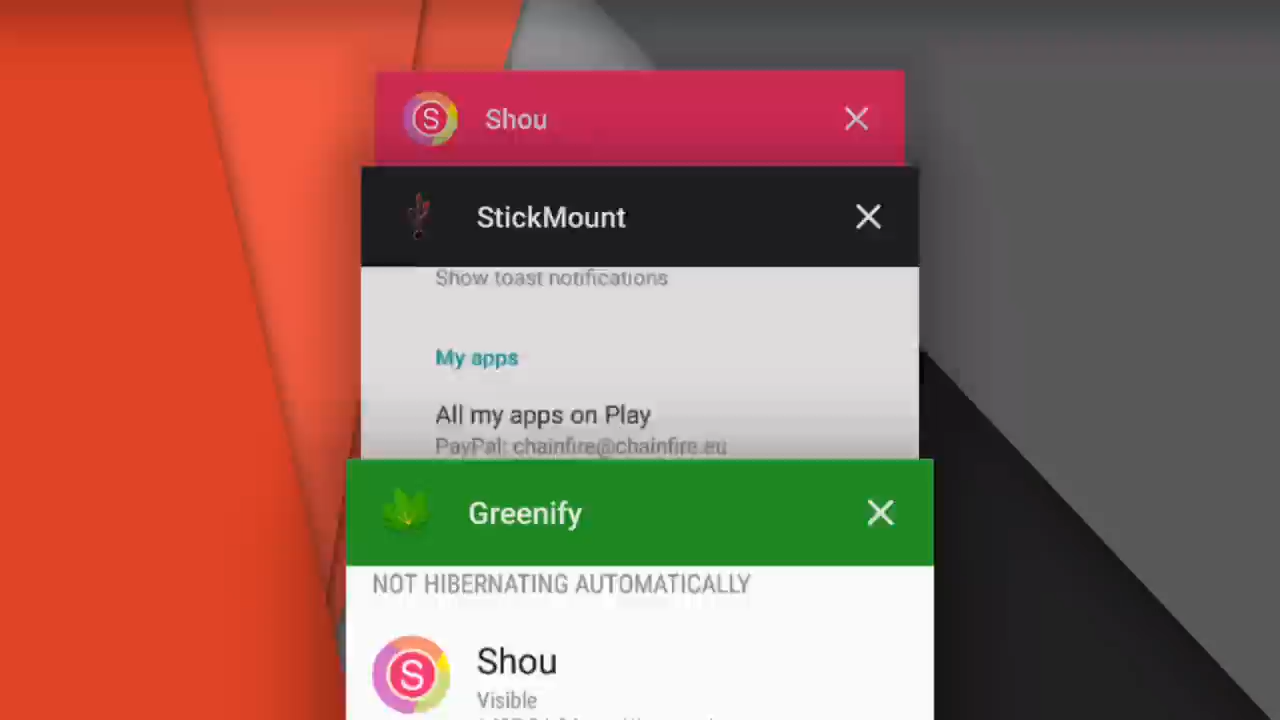 S Shou
StickMount
Show toast notifications
My apps
All my apps on Play
PayPal: chainfire@chainfire.eu
Greenify
NOT HIBERNATING AUTOMATICALLY
S Shou
Visible